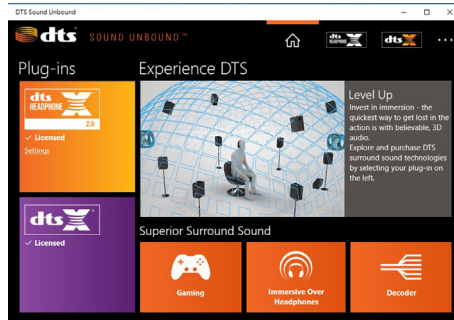 DTS Sound Unbound
dts SOUND UNBOUND™
dts HEADPHONE X
dts X
Plug-ins
Experience DTS
dts
HEADPHONE X
2.0
✓ Licensed
Settings
dts X
✓ Licensed
Level Up
Invest in immersion - the
quickest way to get lost in the
action with believable, 3D
audio.
Explore and purchase DTS
surround sound technologies
by selecting your plug-in on
the left.
Superior Surround Sound
Gaming
Immersive Over
Headphones
Decoder